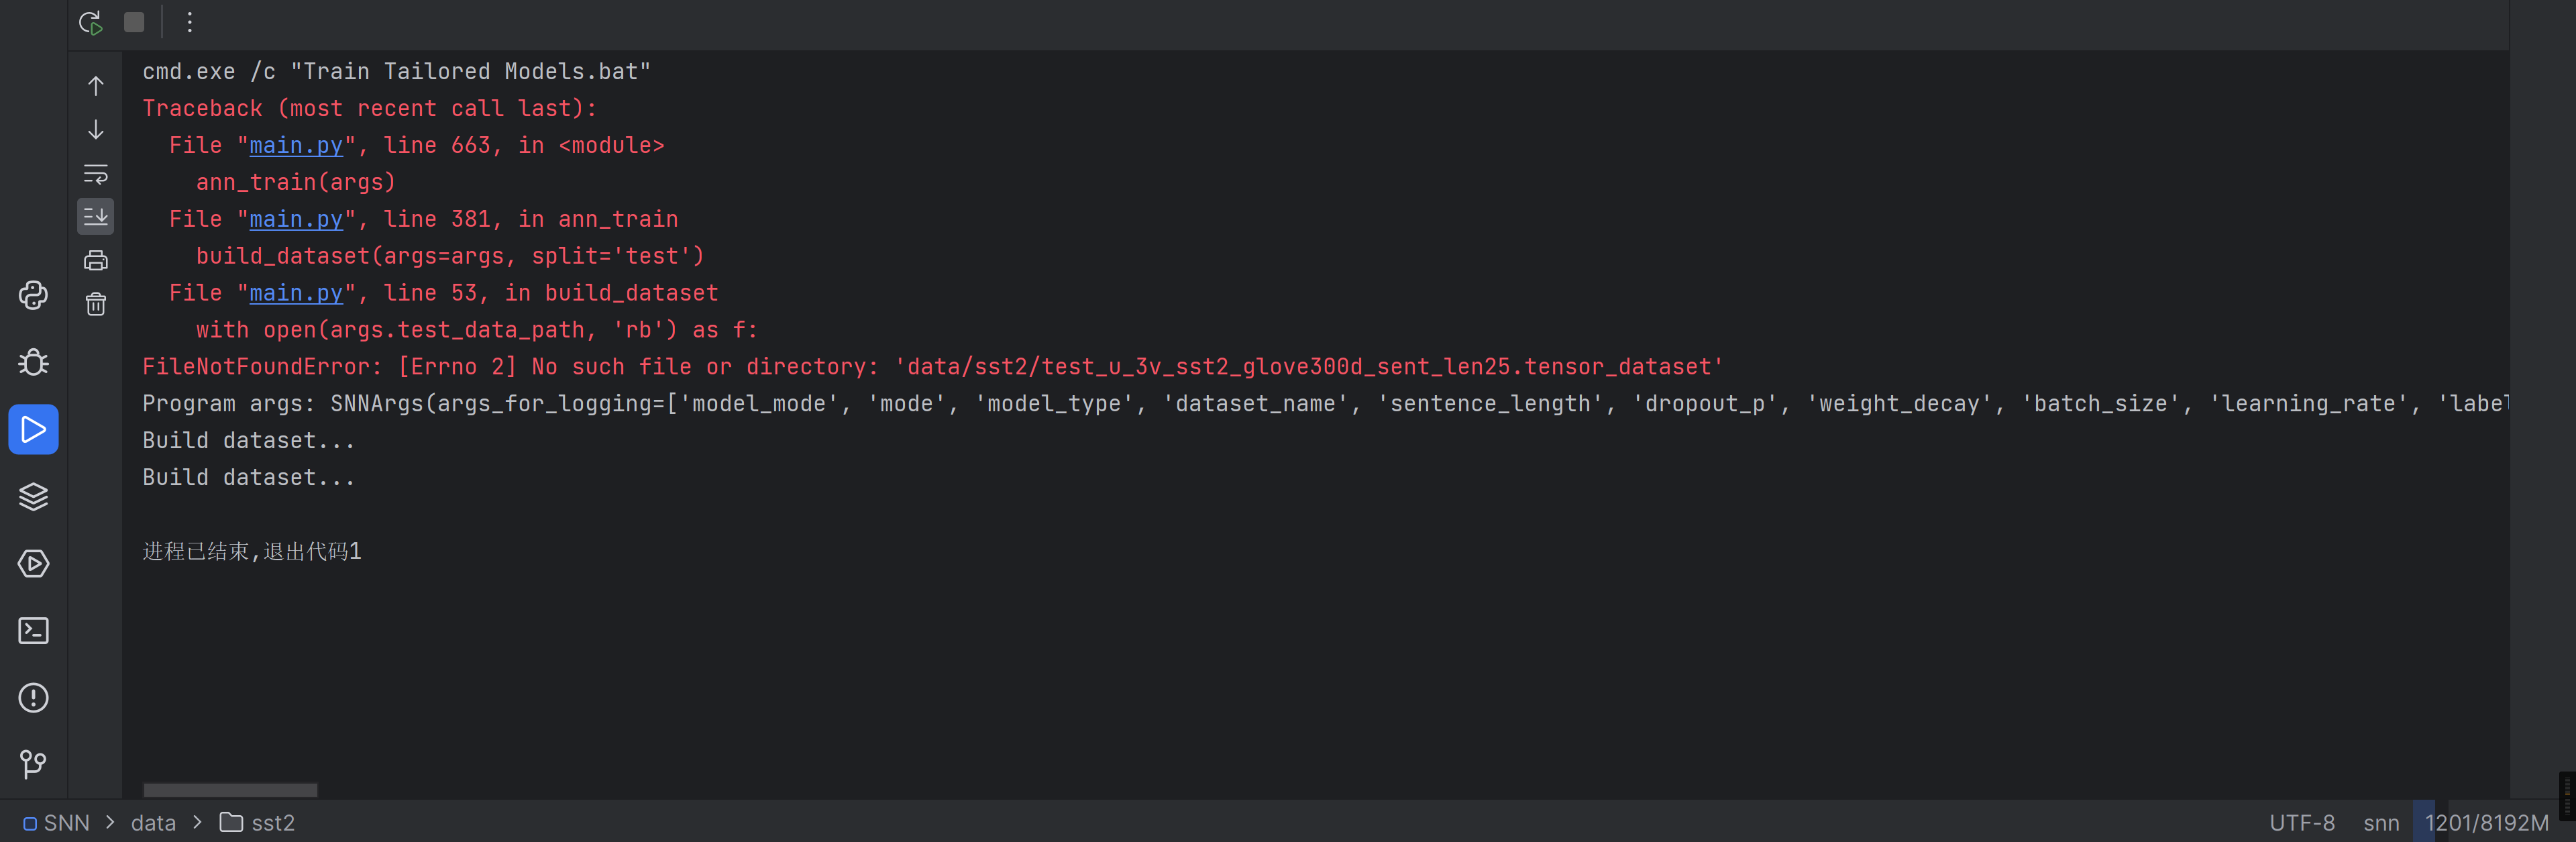 cmd.exe /c "Train Tailored Models.bat"
Traceback (most recent call last):
  File "main.py", line 663, in <module>
    ann_train(args)
  File "main.py", line 381, in ann_train
    build_dataset(args=args, split='test')
  File "main.py", line 53, in build_dataset
    with open(args.test_data_path, 'rb') as f:
FileNotFoundError: [Errno 2] No such file or directory: 'data/sst2/test_u_3v_sst2_glove300d_sent_len25.tensor_dataset'
Program args: SNNArgs(args_for_logging=['model_mode', 'mode', 'model_type', 'dataset_name', 'sentence_length', 'dropout_p', 'weight_decay', 'batch_size', 'learning_rate', 'label
Build dataset...
Build dataset...
进程已结束,退出代码1
SNN > data > sst2
UTF-8 snn 1201/8192M